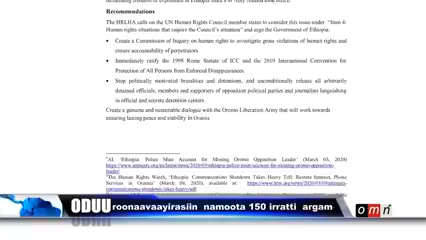 Recommendations
The HRLHA calls on the UN Human Rights Council member states to consider this issue under "Item 4:
Human rights situations that require the Council's attention" and urge the Government of Ethiopia.
• Create a Commission of Inquiry on human rights to investigate gross violations of human rights and
ensure accountability of perpetrators.
• Immediately ratify the 1998 Rome Statute of ICC and the 2010 International Convention for
Protection of All Persons from Enforced Disappearances.
• Stop politically motivated brutalities and detentions, and unconditionally release all arbitrarily
detained officials, members and supporters of opposition political parties and journalists languishing
in official and secrete detention centers
Create a genuine and sustainable dialogue with the Oromo Liberation Army that will work towards
ensuring lasting peace and stability in Oromia
AI, 'Ethiopia: Police Must Account for Missing Oromo Opposition Leader' (March 03, 2020)
The Human Rights Watch, 'Ethiopia: Communications Shutdown Takes Heavy Toll: Restore Internet, Phone
Services in Oromia' (March 09, 2020), available at:
ODUU roonaavaayirasiin namoota 150 irratti argam
omn